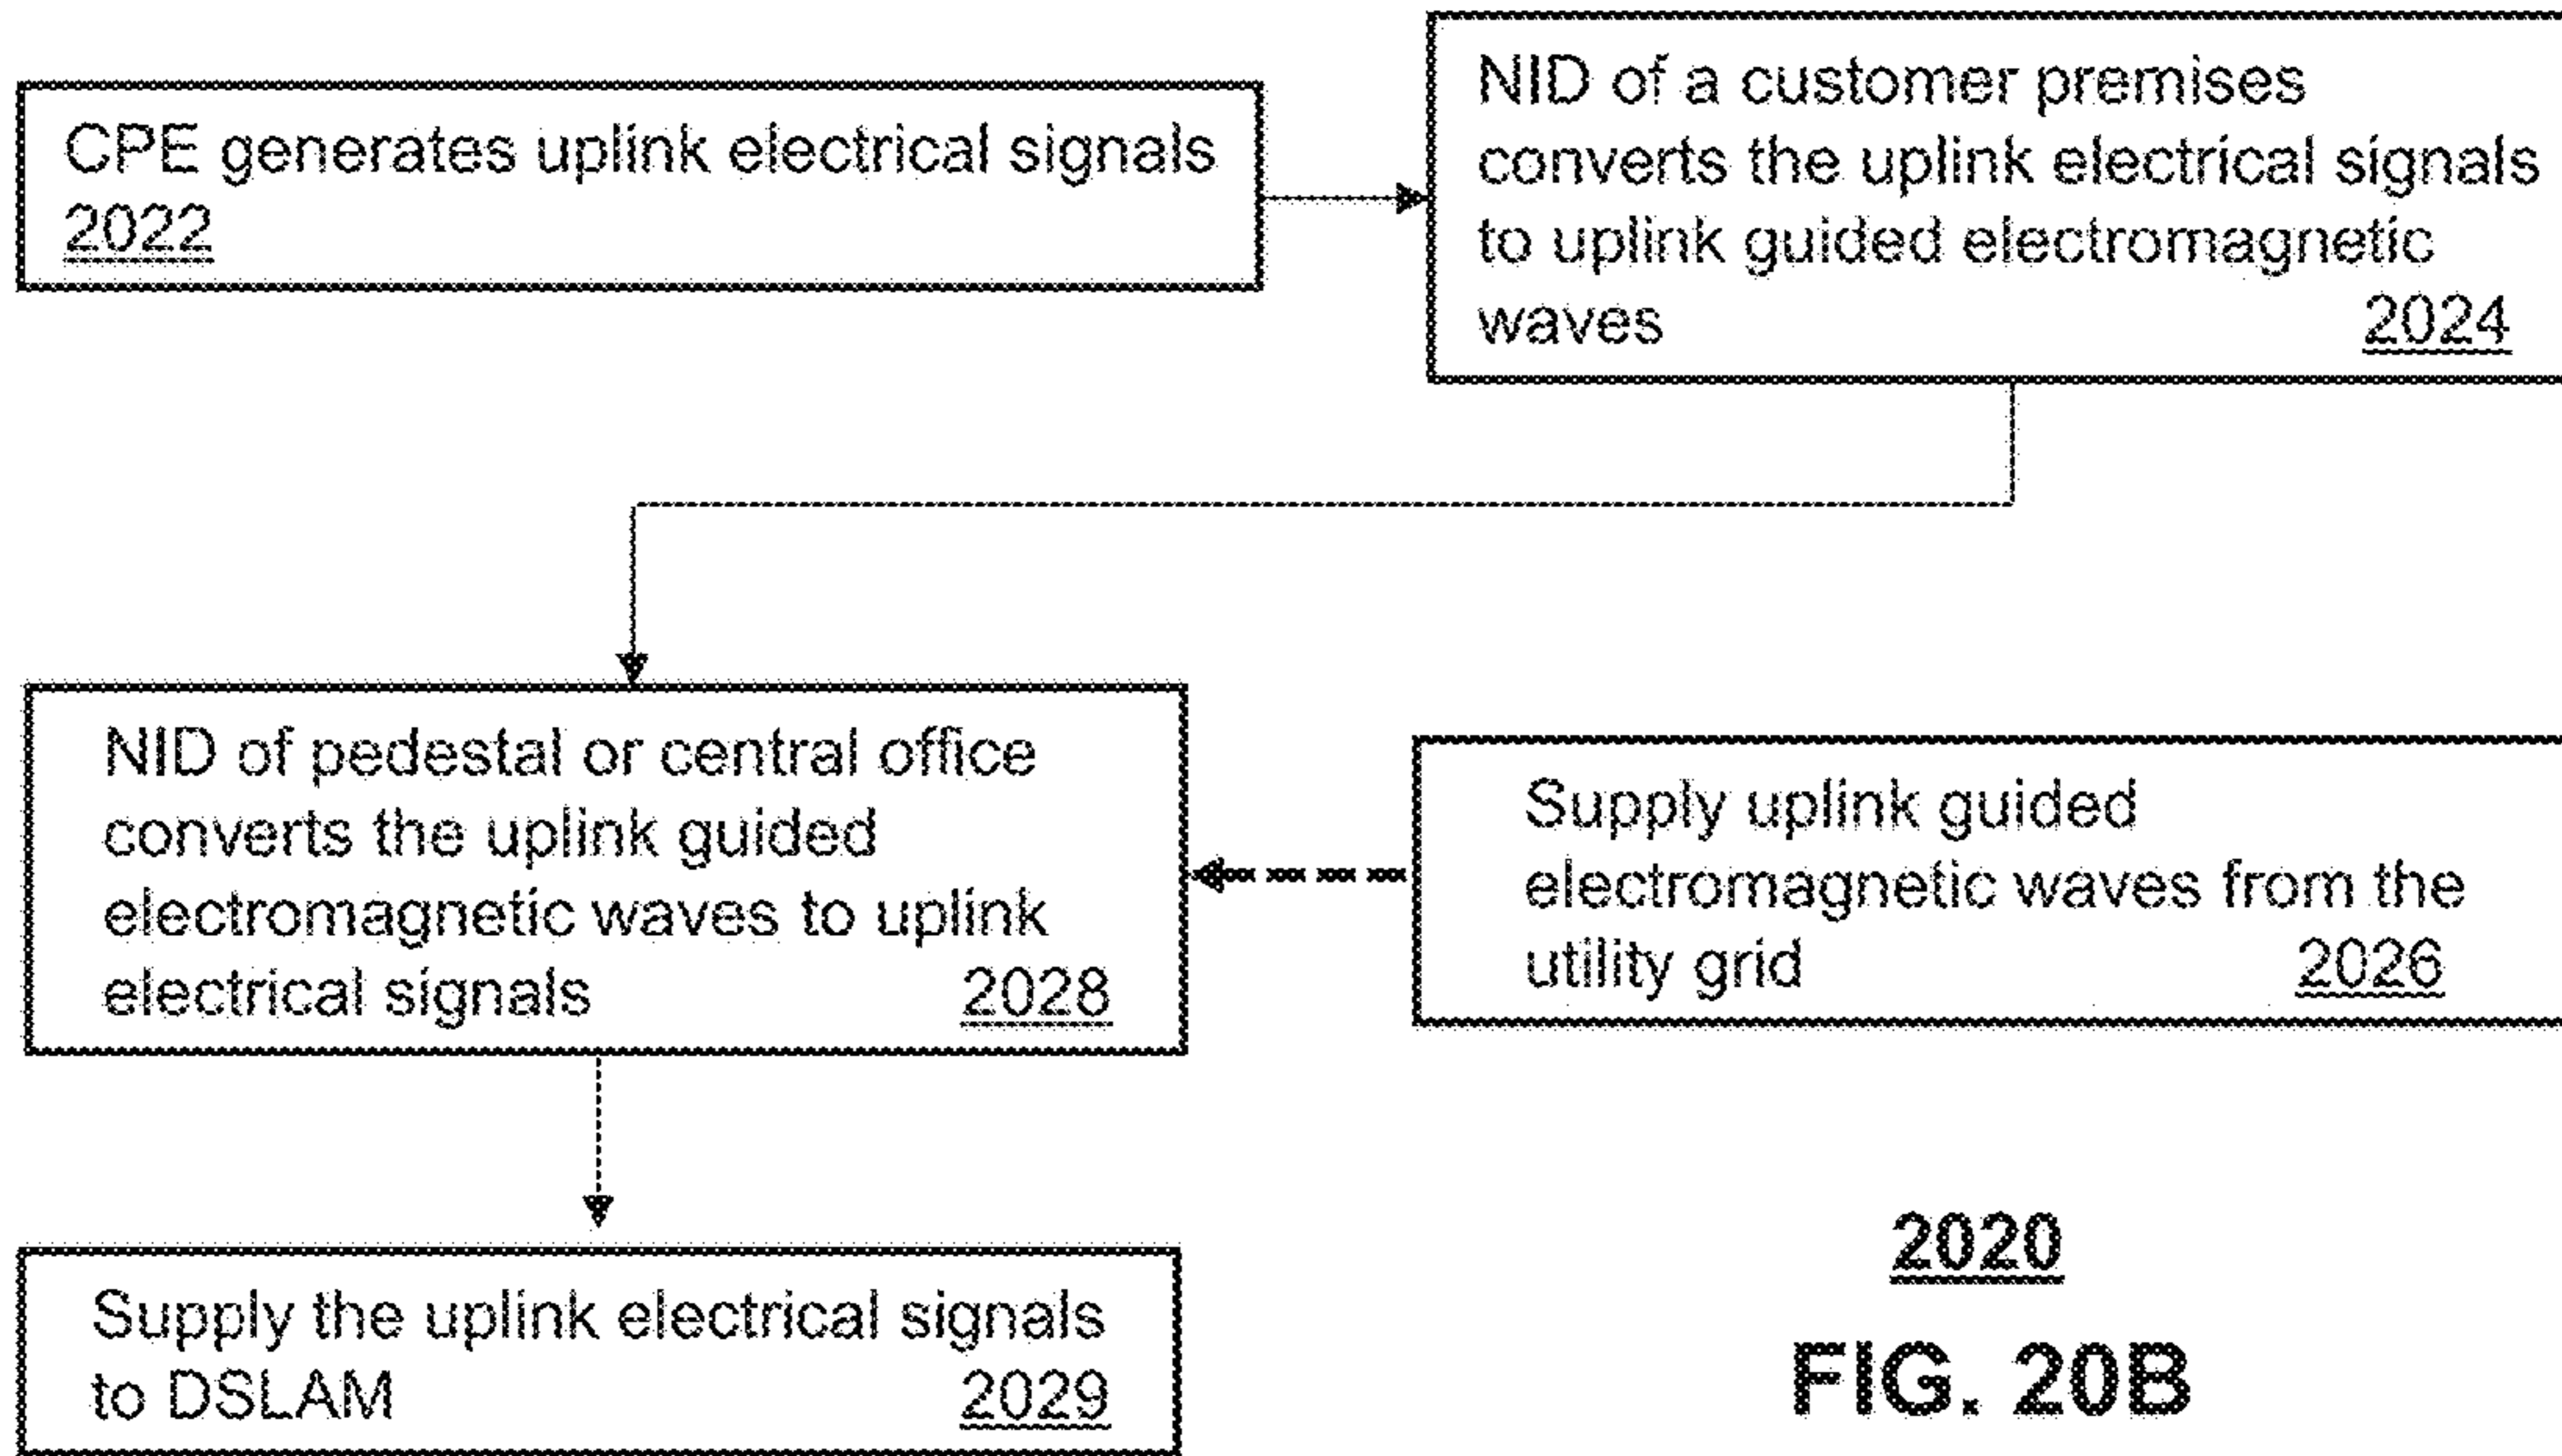 CPE generates uplink electrical signals
2022
NID of a customer premises
converts the uplink electrical signals
to uplink guided electromagnetic
waves 2024
NID of pedestal or central office
converts the uplink guided
electromagnetic waves to uplink
electrical signals 2028
Supply uplink guided
electromagnetic waves from the
utility grid 2026
Supply the uplink electrical signals
to DSLAM 2029
2020
FIG. 20B